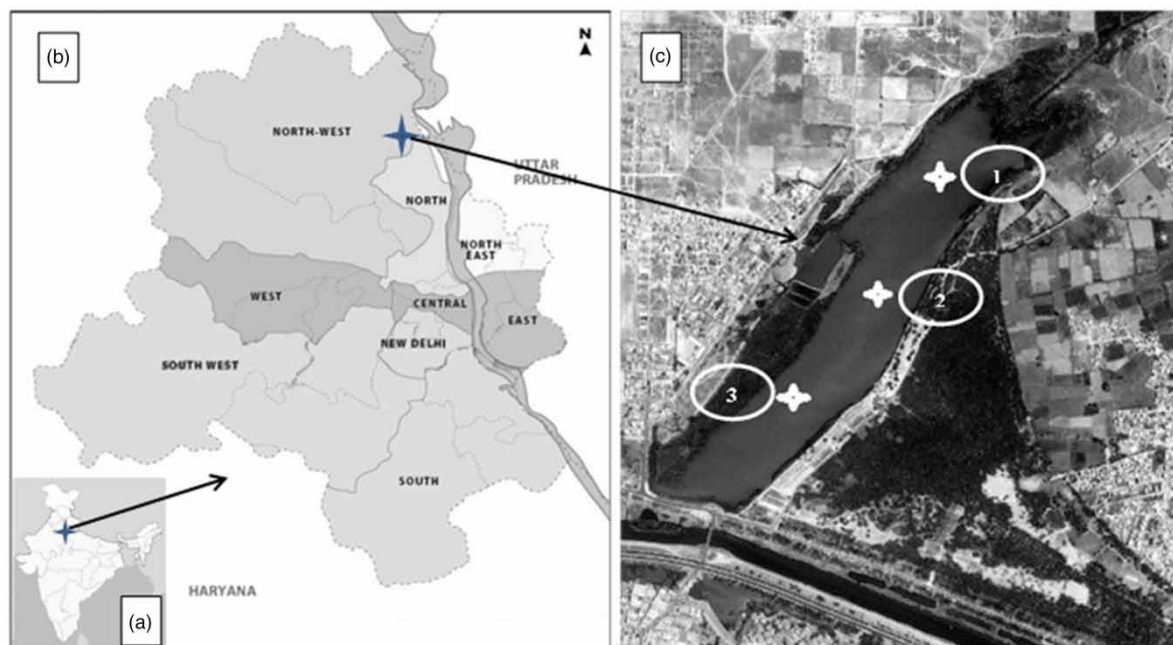 (b)
N
NORTH-WEST
UTTAR
PRADESH
NORTH
NORTH
EAST
WEST
CENTRAL
EAST
NEW DELHI
SOUTH WEST
SOUTH
HARYANA
(a)
(c)
1
2
3